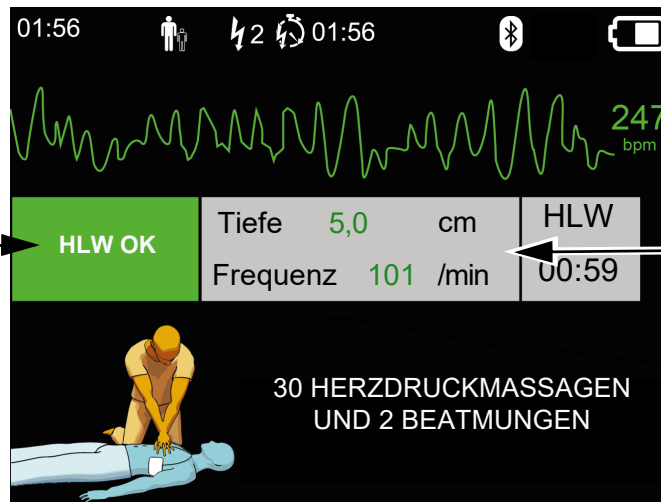 01:56 2 01:56
247
bpm
HLW OK
Tiefe 5,0 cm
Frequenz 101 /min
HLW
00:59
30 HERZDRUCKMASSAGEN
UND 2 BEATMUNGEN